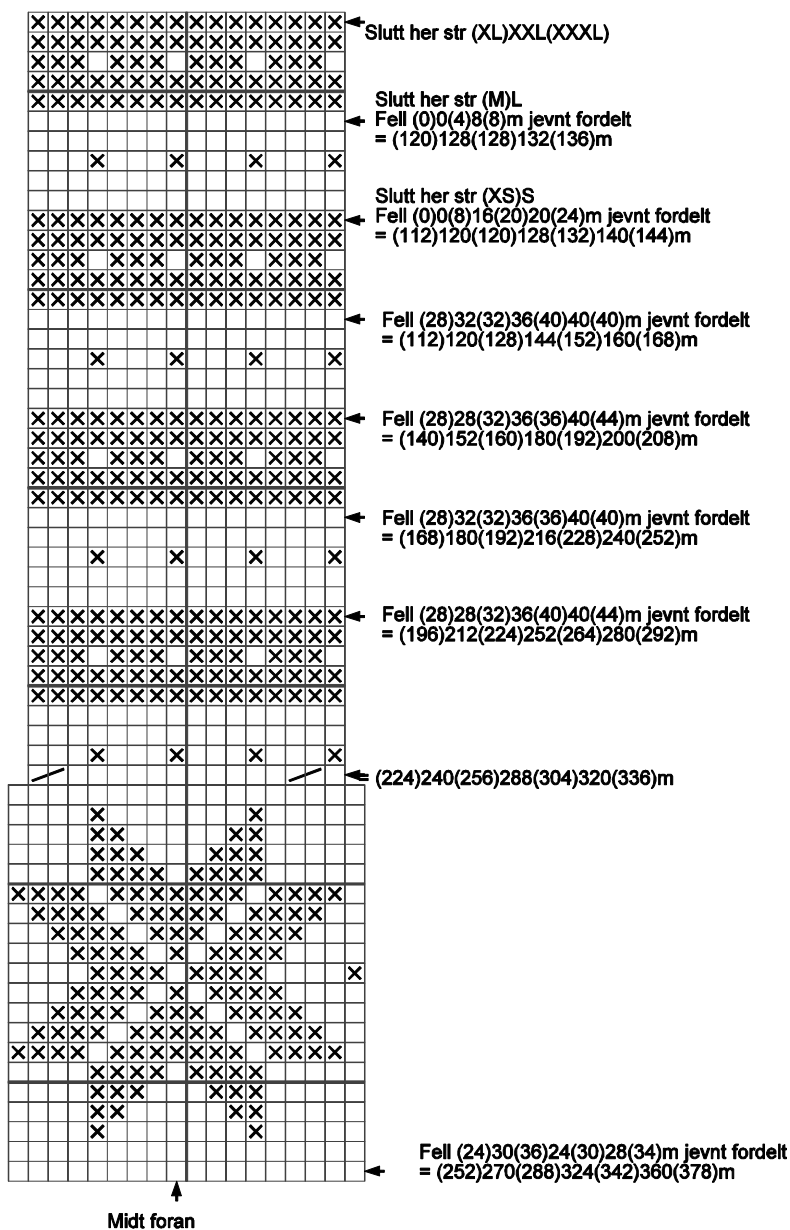 Slutt her str (XL)XXL(XXXL)
Slutt her str (M)L
Fell (0)0(4)8(8)m jevnt fordelt
= (120)128(128)132(136)m
Slutt her str (XS)S
Fell (0)0(8)16(20)20(24)m jevnt fordelt
= (112)120(120)128(132)140(144)m
Fell (28)32(32)36(40)40(40)m jevnt fordelt
= (112)120(128)144(152)160(168)m
Fell (28)28(32)36(36)40(44)m jevnt fordelt
= (140)152(160)180(192)200(208)m
Fell (28)32(32)36(36)40(40)m jevnt fordelt
= (168)180(192)216(228)240(252)m
Fell (28)28(32)36(40)40(44)m jevnt fordelt
= (196)212(224)252(264)280(292)m
= (224)240(256)288(304)320(336)m
Fell (24)30(36)24(30)28(34)m jevnt fordelt
= (252)270(288)324(342)360(378)m
Midt foran